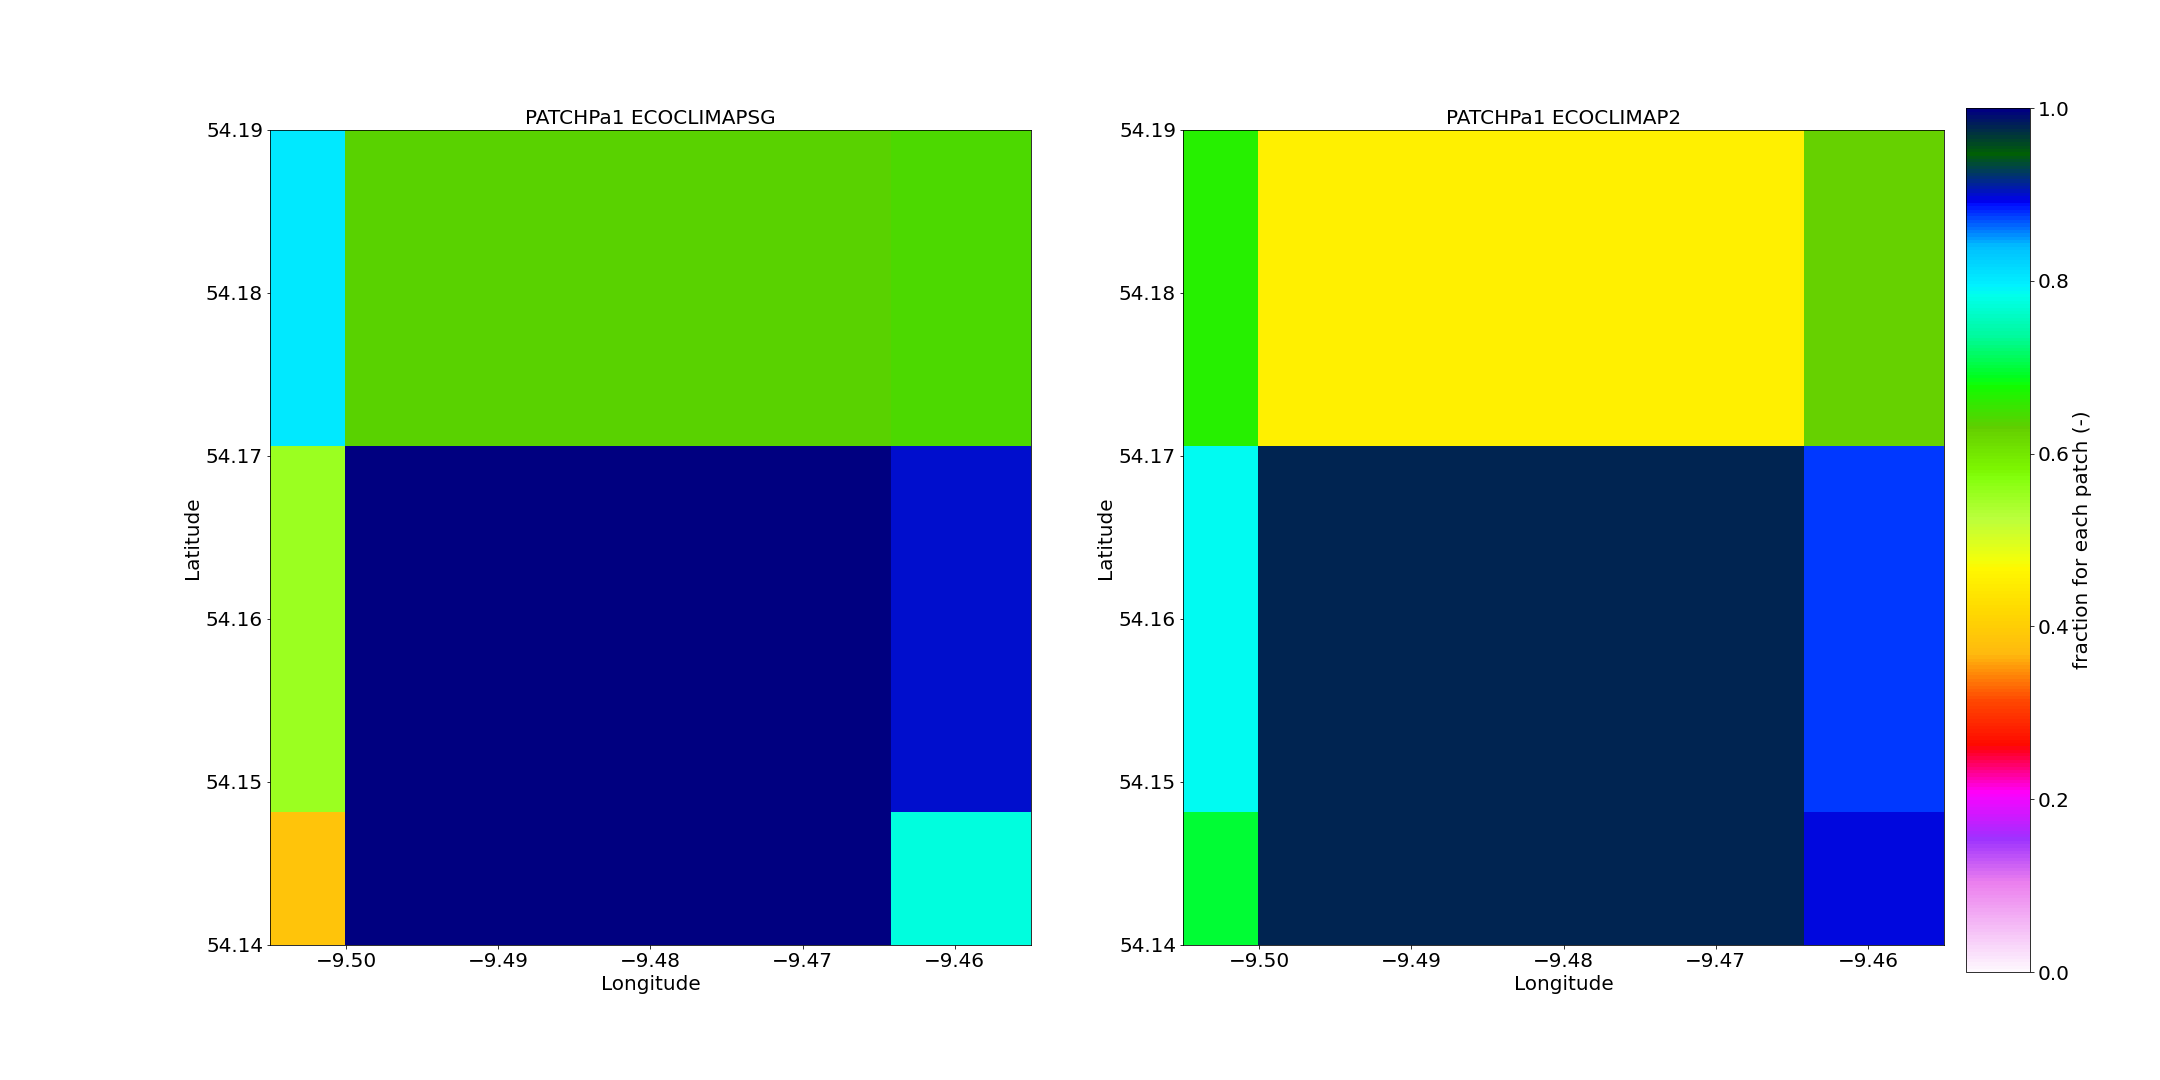 PATCHPa1 ECOCLIMAPSG
54.19
54.18
54.17
54.16
54.15
54.14
Latitude
−9.50 −9.49 −9.48 −9.47 −9.46
Longitude
PATCHPa1 ECOCLIMAP2
54.19
54.18
54.17
54.16
54.15
54.14
Latitude
−9.50 −9.49 −9.48 −9.47 −9.46
Longitude
1.0
0.8
0.6
0.4
0.2
0.0
fraction for each patch (-)